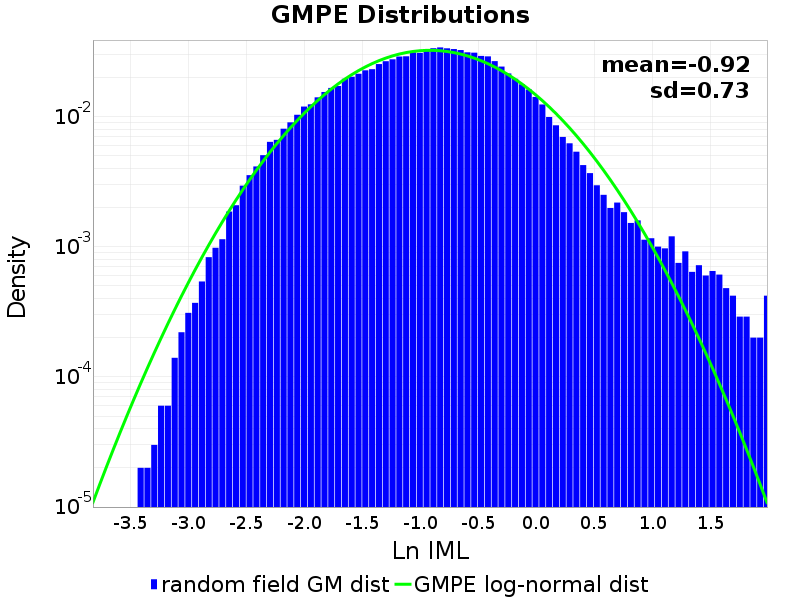 GMPE Distributions
mean=-0.92
sd=0.73
10-2
10-3
10-4
10-5
Density
-3.5 -3.0 -2.5 -2.0 -1.5 -1.0 -0.5 0.0 0.5 1.0 1.5
Ln IML
random field GM dist GMPE log-normal dist